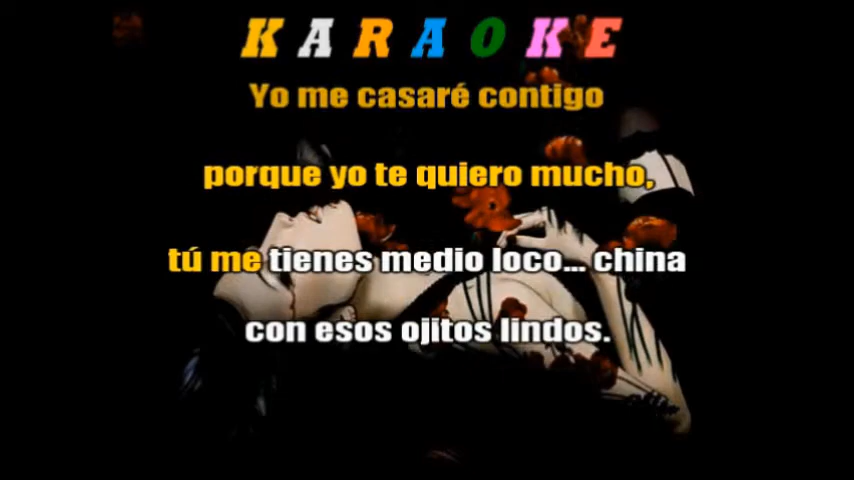 KARAOKE
Yo me casaré contigo
porque yo te quiero mucho,
tú me tienes medio loco... china
con esos ojitos lindos.